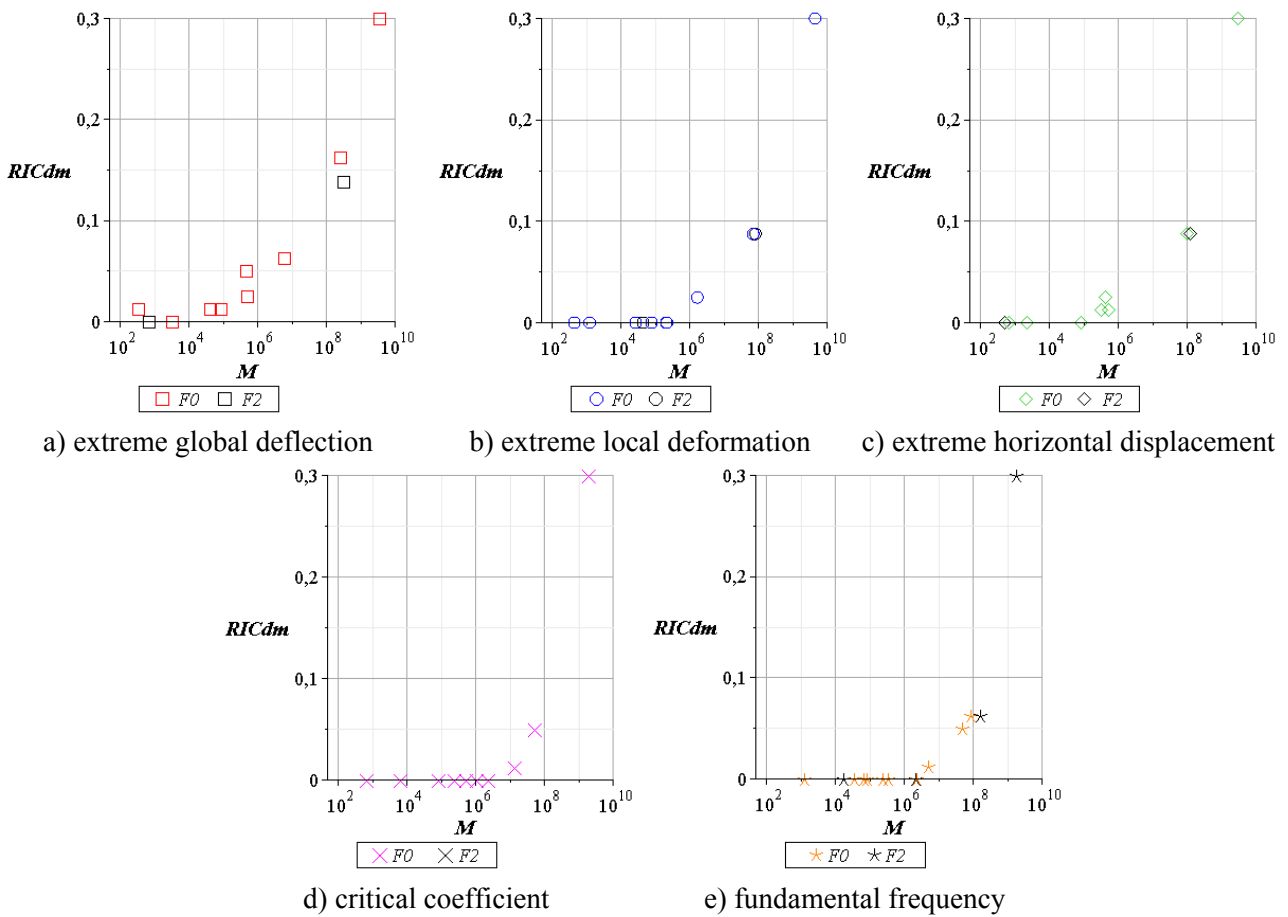 0,3
0,2
RICdm
0,1
0
10^2 10^4 10^6 10^8 10^10
M
F0 F2
a) extreme global deflection
0,3
0,2
RICdm
0,1
0
10^2 10^4 10^6 10^8 10^10
M
F0 F2
b) extreme local deformation
0,3
0,2
RICdm
0,1
0
10^2 10^4 10^6 10^8 10^10
M
F0 F2
c) extreme horizontal displacement
0,3
0,2
RICdm
0,1
0
10^2 10^4 10^6 10^8 10^10
M
F0 F2
d) critical coefficient
0,3
0,2
RICdm
0,1
0
10^2 10^4 10^6 10^8 10^10
M
F0 F2
e) fundamental frequency